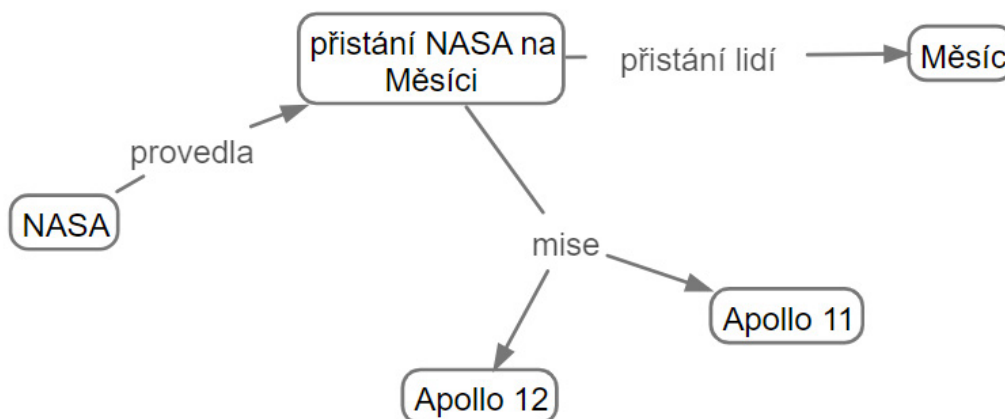 přistání NASA na
Měsíci
přistání lidí
Měsíc
provedla
NASA
mise
Apollo 11
Apollo 12